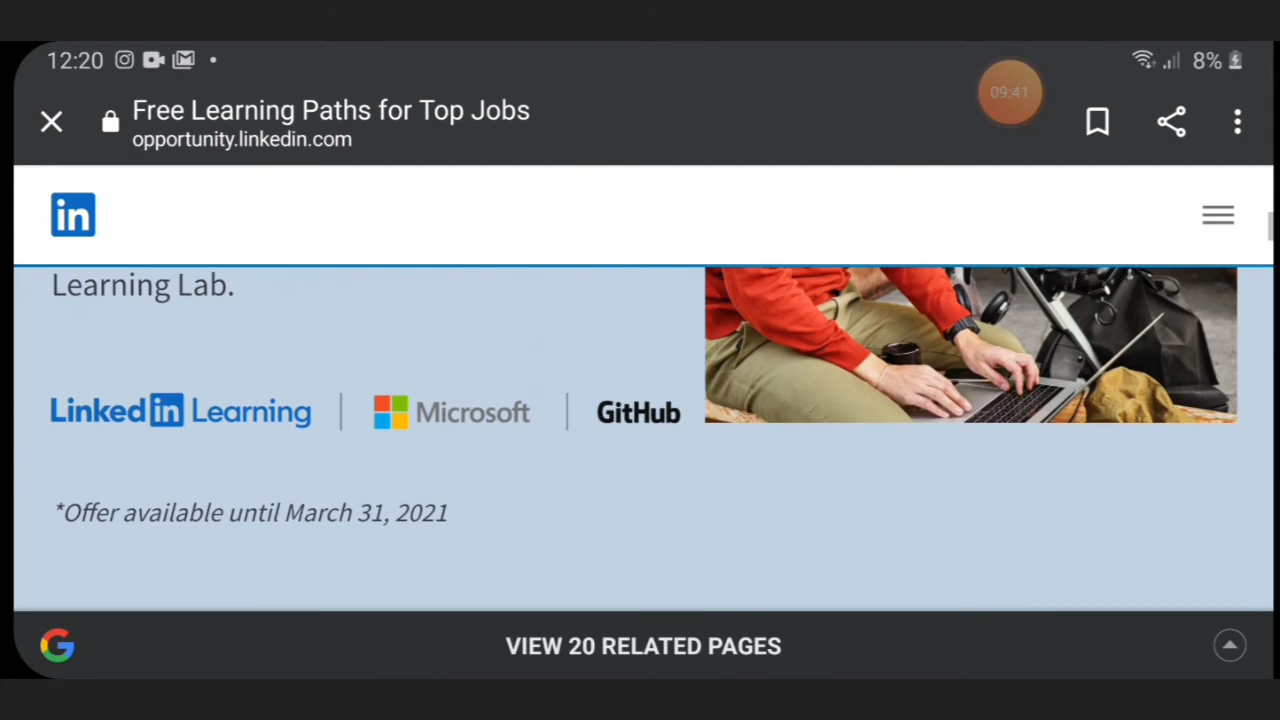 12:20
8%
09:41
Free Learning Paths for Top Jobs
opportunity.linkedin.com
in
Learning Lab.
Linked in Learning | Microsoft | GitHub
*Offer available until March 31, 2021
G
VIEW 20 RELATED PAGES